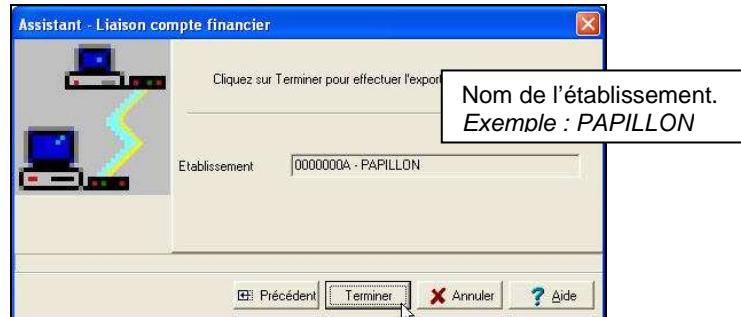 Assistant - Liaison compte financier
Cliquez sur Terminer pour effectuer l'export
Nom de l'établissement.
Exemple : PAPILLON
Etablissement
0000000A - PAPILLON
Précédent
Terminer
Annuler
? Aide